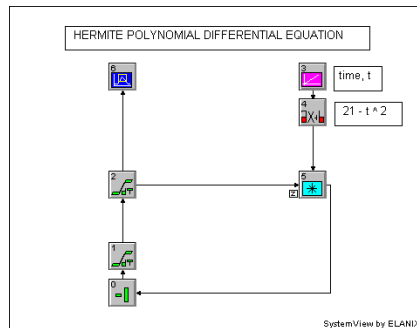 HERMITE POLYNOMIAL DIFFERENTIAL EQUATION
6
3
time, t
4
21 - t ^ 2
2
5
z
1
0
SystemView by ELANIX